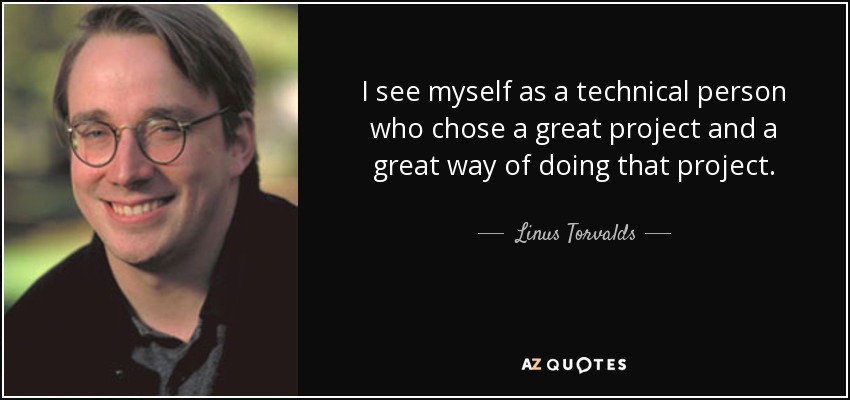 I see myself as a technical person
who chose a great project and a
great way of doing that project.
Linus Torvalds
AZ QUOTES